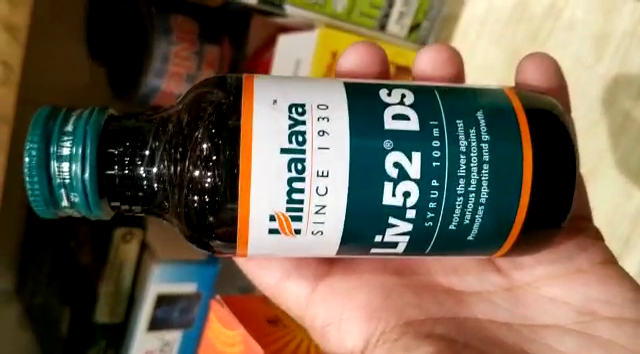 Himalaya
SINCE 1930
Liv.52® DS
SYRUP 100ml
Protects the liver against
various hepatotoxins.
Promotes appetite and growth.